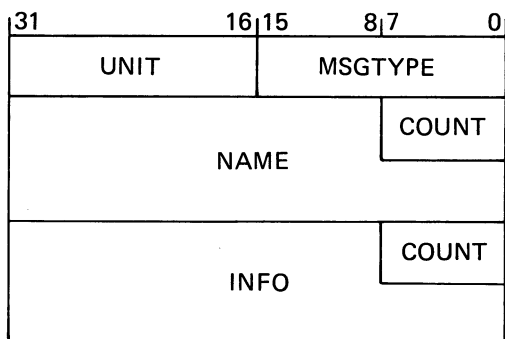 31 16 15 8 7 0
UNIT MSGTYPE
COUNT
NAME
COUNT
INFO